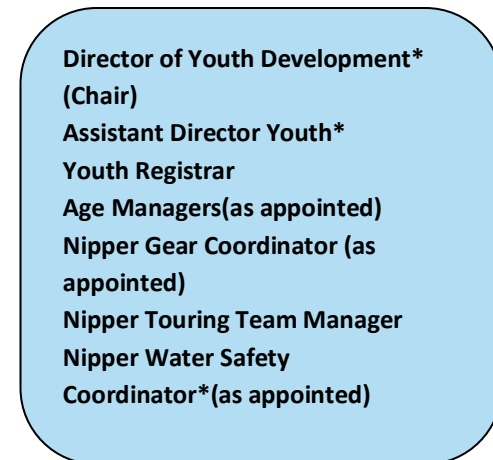 Director of Youth Development*
(Chair)
Assistant Director Youth*
Youth Registrar
Age Managers(as appointed)
Nipper Gear Coordinator (as
appointed)
Nipper Touring Team Manager
Nipper Water Safety
Coordinator*(as appointed)